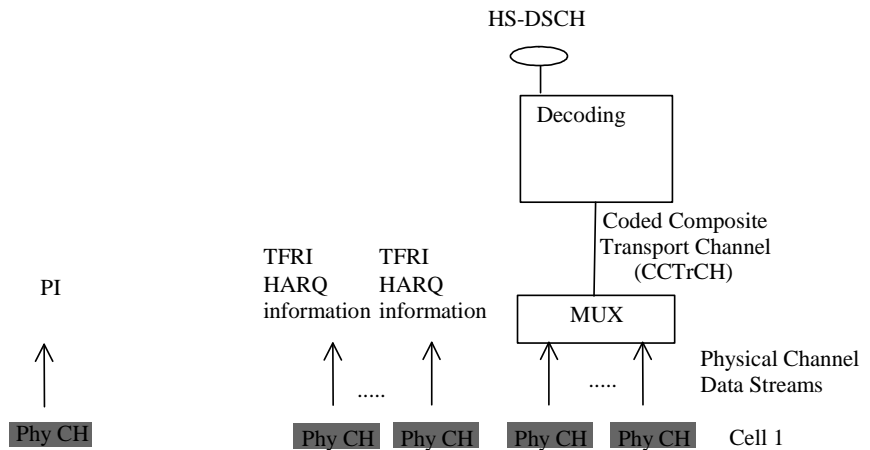 HS-DSCH
Decoding
Coded Composite
Transport Channel
(CCTrCH)
TFRI
HARQ
information
TFRI
HARQ
information
PI
MUX
Physical Channel
Data Streams
.....
.....
Phy CH
Phy CH
Phy CH
Phy CH
Phy CH
Cell 1